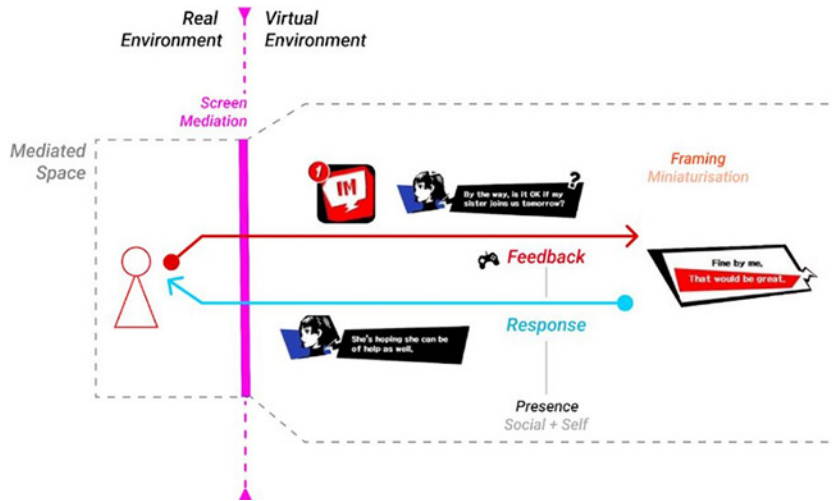 Real
Environment
Virtual
Environment
Screen
Mediation
Mediated
Space
1
IM
By the way, is it OK if my
sister joins us tomorrow?
?
Framing
Miniaturisation
Feedback
Fine by me.
That would be great.
Response
She's hoping she can be
of help as well.
Presence
Social + Self